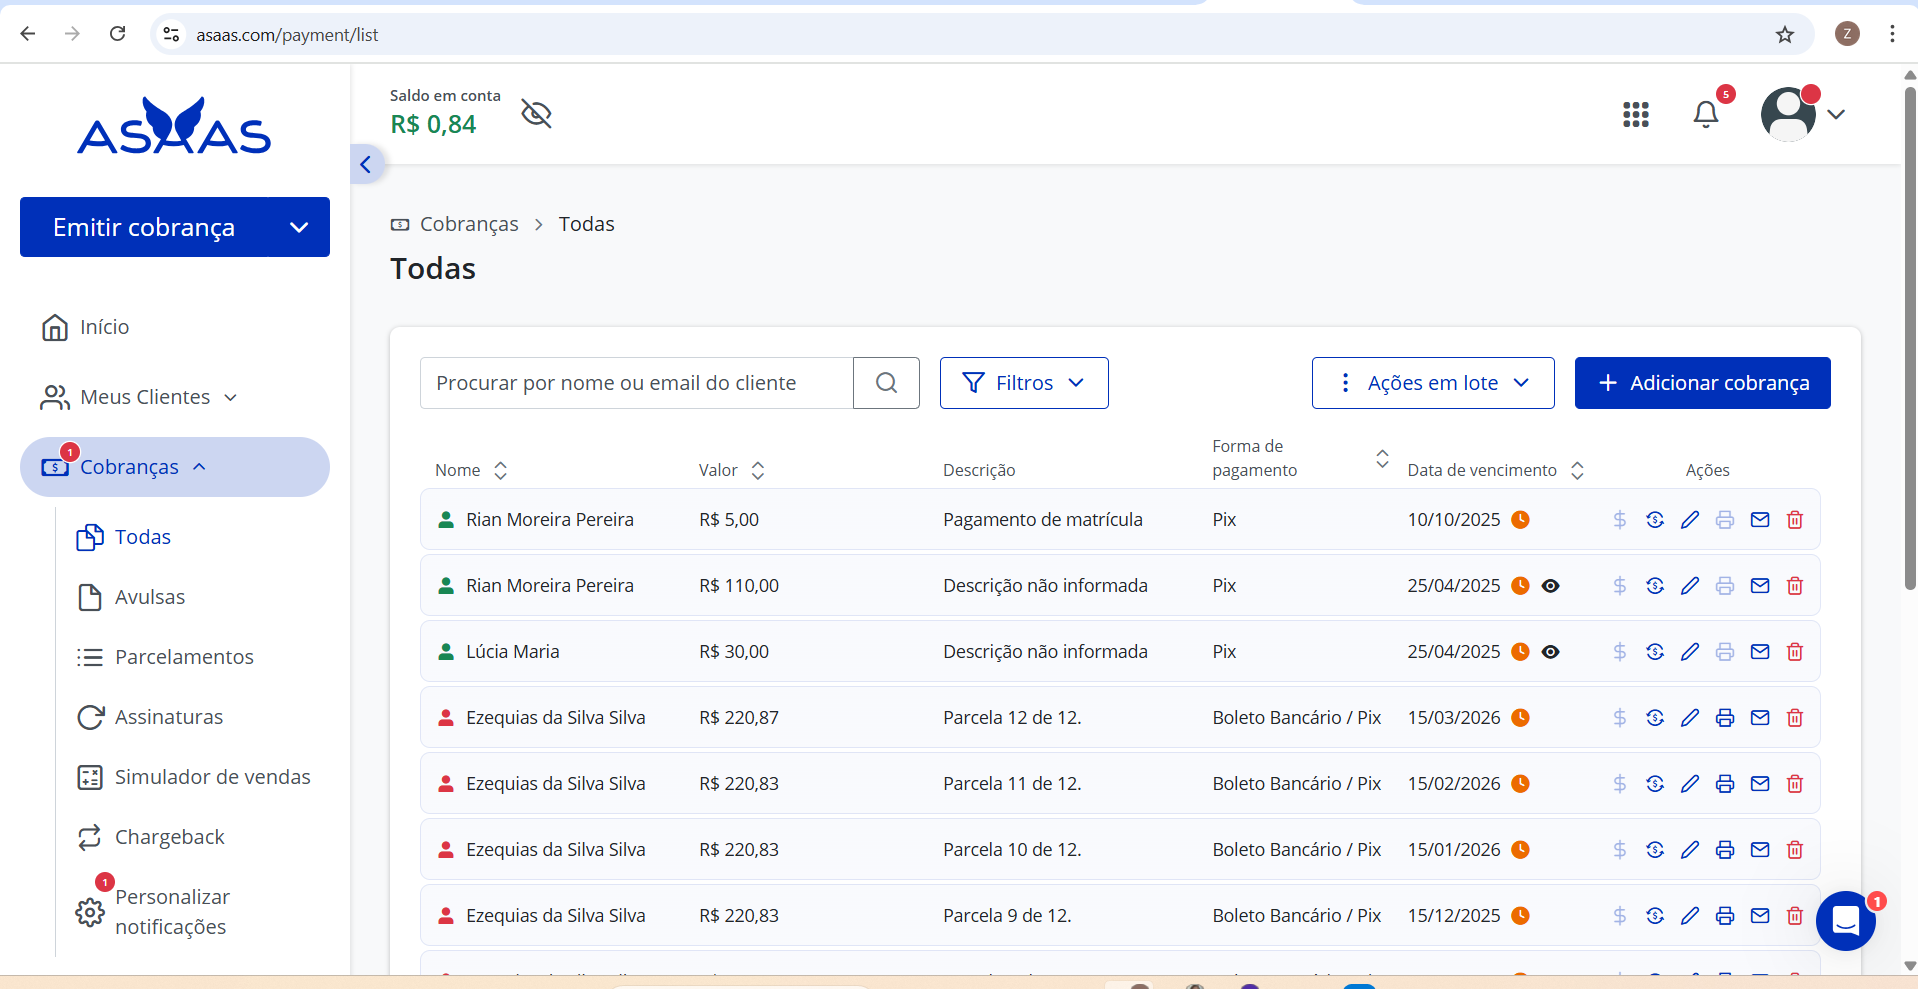 asaas.com/payment/list
Z
ASAAS
Saldo em conta
R$ 0,84
5
Emitir cobrança
Cobranças > Todas
Todas
Início
Meus Clientes
1
Cobranças
Todas
Avulsas
Parcelamentos
Assinaturas
Simulador de vendas
Chargeback
1
Personalizar
notificações
Procurar por nome ou email do cliente
Filtros
Ações em lote
+ Adicionar cobrança
Nome Valor Descrição Forma de pagamento Data de vencimento Ações
Rian Moreira Pereira R$ 5,00 Pagamento de matrícula Pix 10/10/2025
Rian Moreira Pereira R$ 110,00 Descrição não informada Pix 25/04/2025
Lúcia Maria R$ 30,00 Descrição não informada Pix 25/04/2025
Ezequias da Silva Silva R$ 220,87 Parcela 12 de 12. Boleto Bancário / Pix 15/03/2026
Ezequias da Silva Silva R$ 220,83 Parcela 11 de 12. Boleto Bancário / Pix 15/02/2026
Ezequias da Silva Silva R$ 220,83 Parcela 10 de 12. Boleto Bancário / Pix 15/01/2026
Ezequias da Silva Silva R$ 220,83 Parcela 9 de 12. Boleto Bancário / Pix 15/12/2025
1